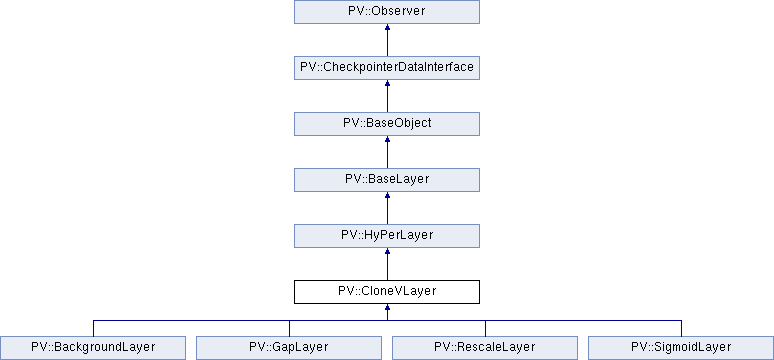 PV::Observer
PV::CheckpointerDataInterface
PV::BaseObject
PV::BaseLayer
PV::HyPerLayer
PV::CloneVLayer
PV::BackgroundLayer PV::GapLayer PV::RescaleLayer PV::SigmoidLayer